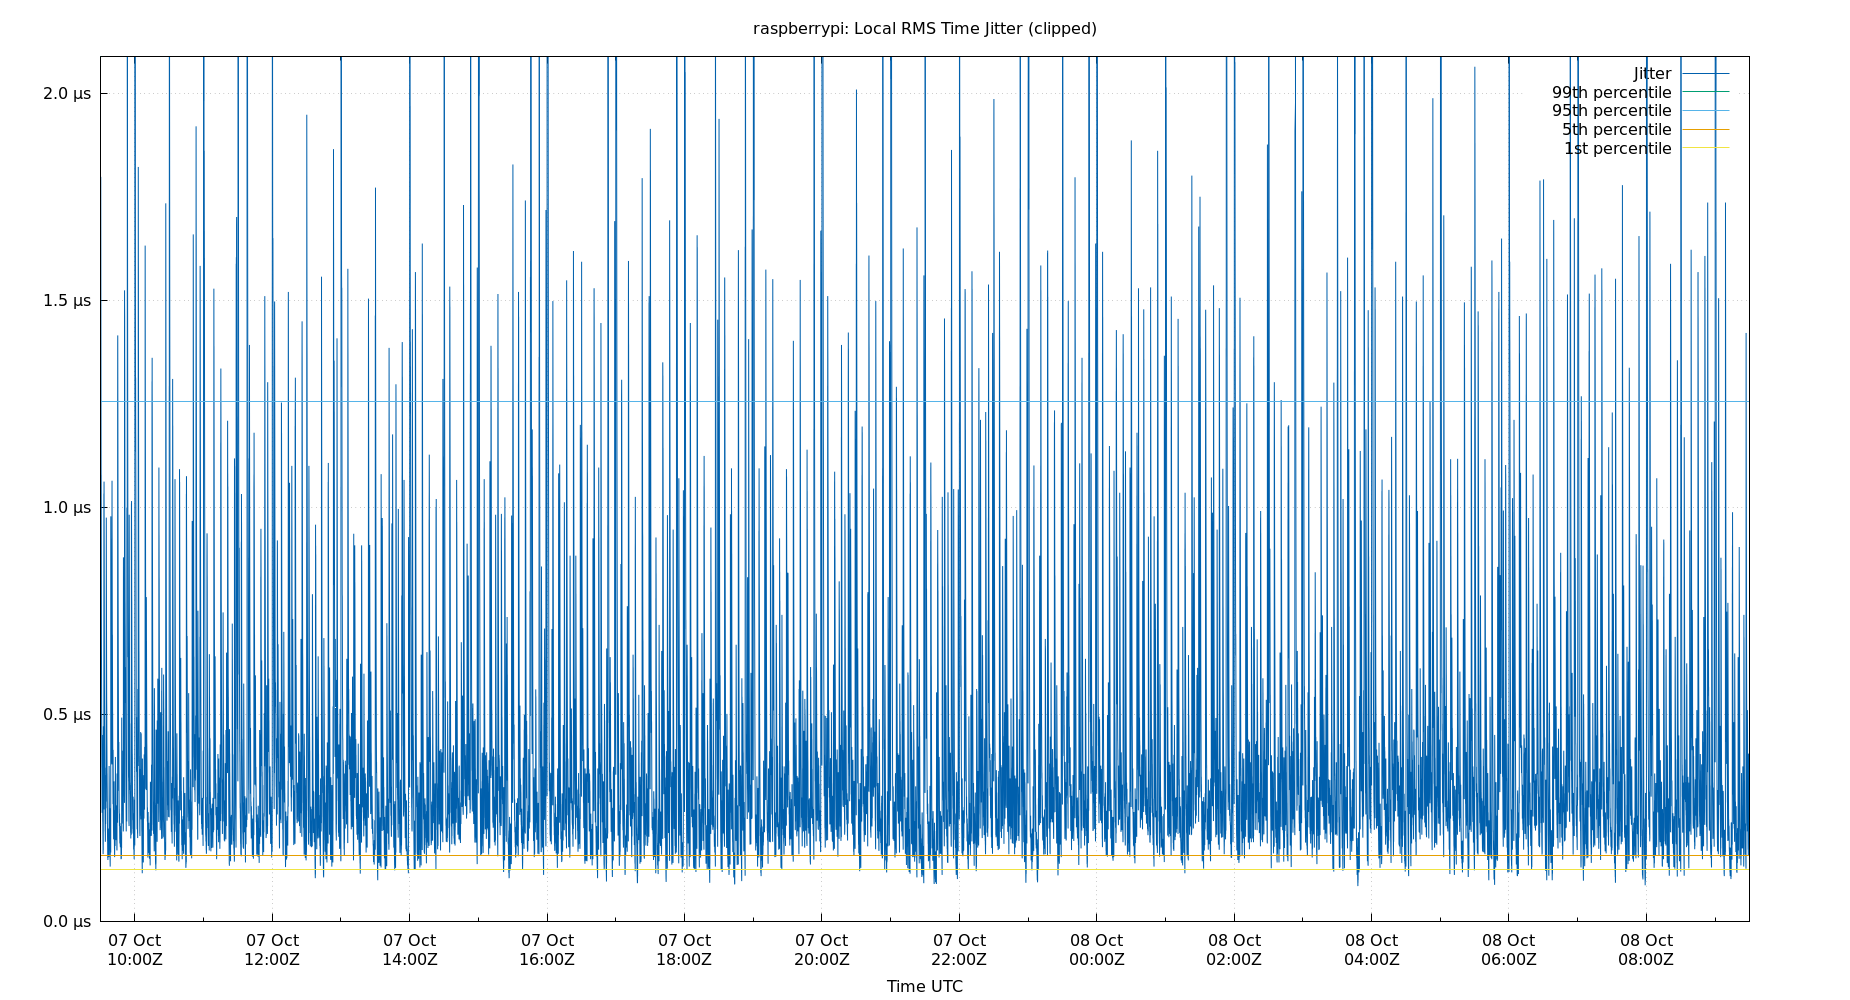 raspberrypi: Local RMS Time Jitter (clipped)
Jitter
99th percentile
95th percentile
5th percentile
1st percentile
2.0 µs
1.5 µs
1.0 µs
0.5 µs
0.0 µs
07 Oct 07 Oct 07 Oct 07 Oct 07 Oct 07 Oct 07 Oct 08 Oct 08 Oct 08 Oct 08 Oct 08 Oct
10:00Z 12:00Z 14:00Z 16:00Z 18:00Z 20:00Z 22:00Z 00:00Z 02:00Z 04:00Z 06:00Z 08:00Z
Time UTC